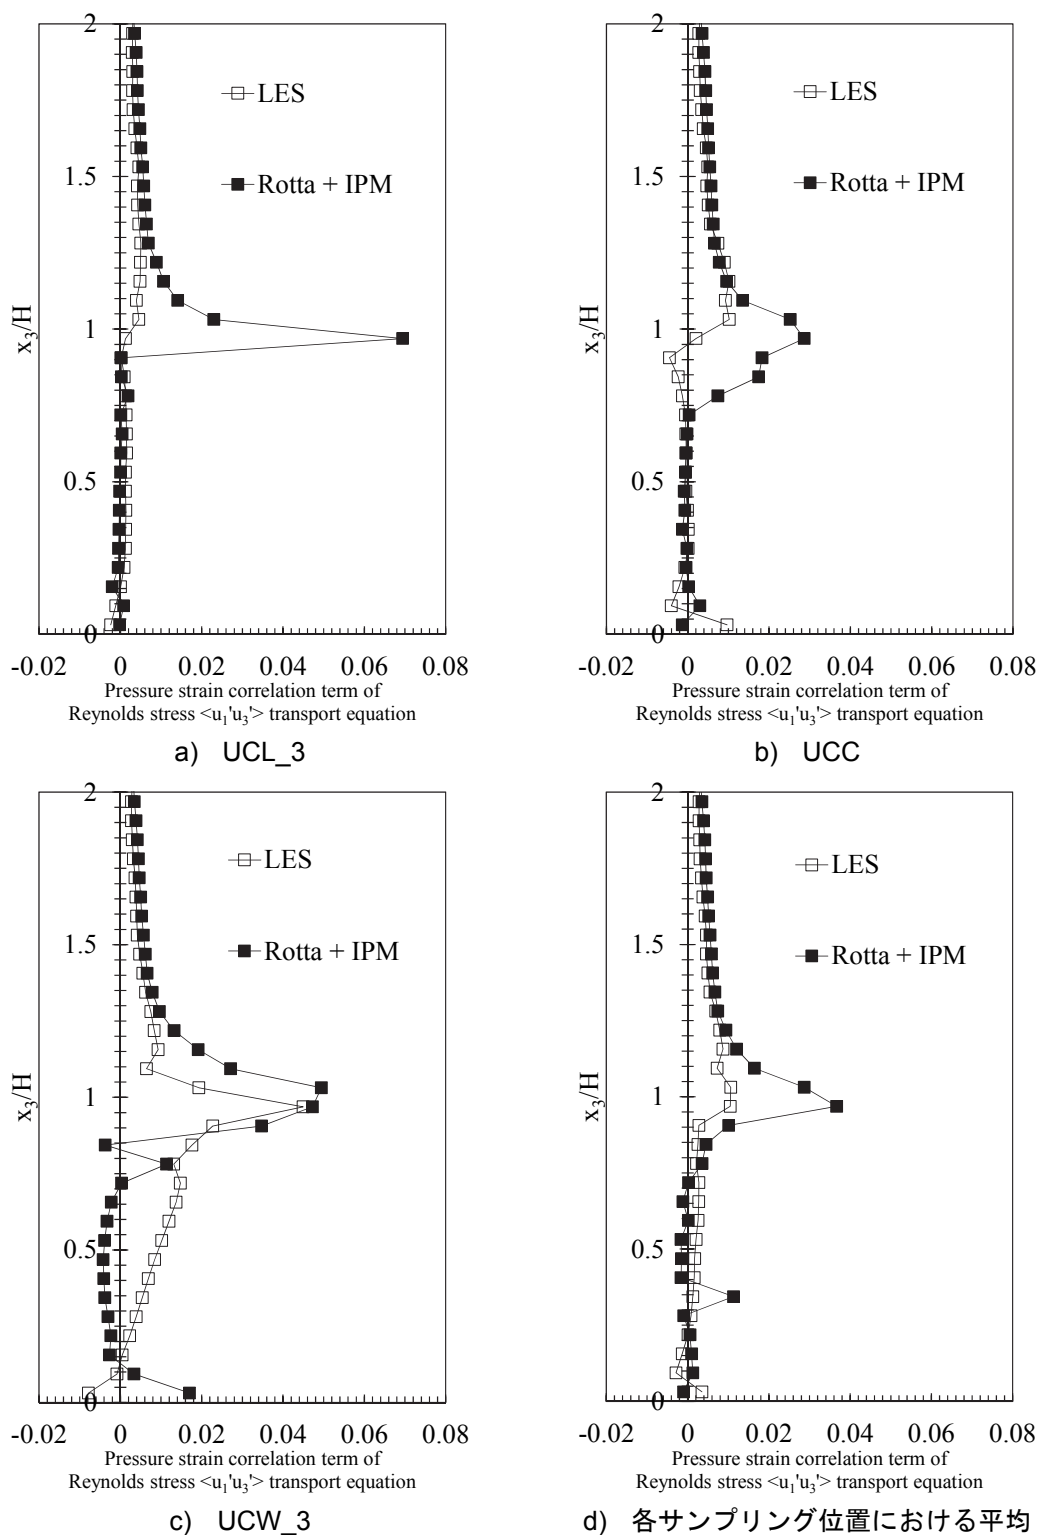 2
1.5
1
0.5
0
x3/H
LES
Rotta + IPM
-0.02 0 0.02 0.04 0.06 0.08
Pressure strain correlation term of
Reynolds stress <u1'u3'> transport equation
a) UCL_3
2
1.5
1
0.5
0
x3/H
LES
Rotta + IPM
-0.02 0 0.02 0.04 0.06 0.08
Pressure strain correlation term of
Reynolds stress <u1'u3'> transport equation
b) UCC
2
1.5
1
0.5
0
x3/H
LES
Rotta + IPM
-0.02 0 0.02 0.04 0.06 0.08
Pressure strain correlation term of
Reynolds stress <u1'u3'> transport equation
c) UCW_3
2
1.5
1
0.5
0
x3/H
LES
Rotta + IPM
-0.02 0 0.02 0.04 0.06 0.08
Pressure strain correlation term of
Reynolds stress <u1'u3'> transport equation
d) 各サンプリング位置における平均